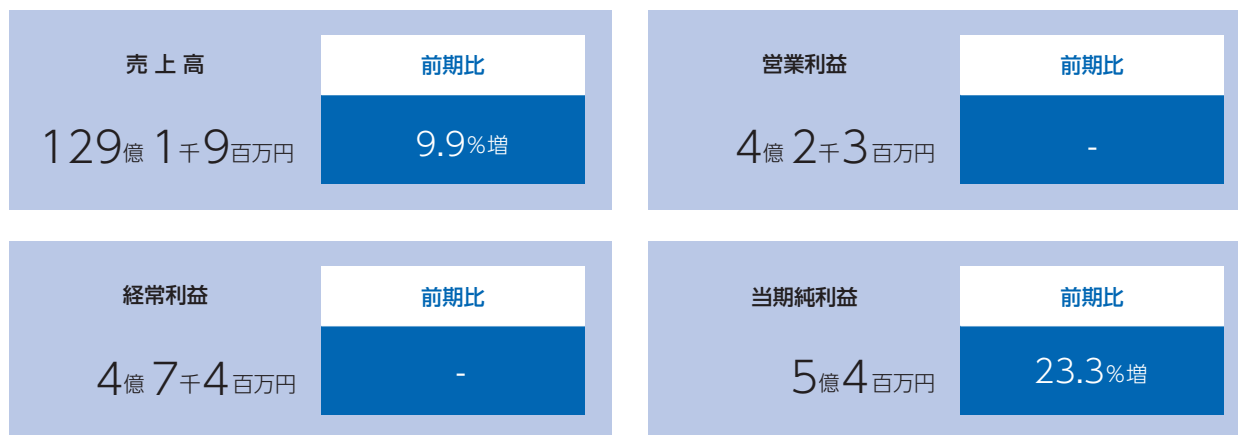 売上高
前期比
129億1千9百万円
9.9%増
営業利益
前期比
4億2千3百万円
-
経常利益
前期比
4億7千4百万円
-
当期純利益
前期比
5億4百万円
23.3%増